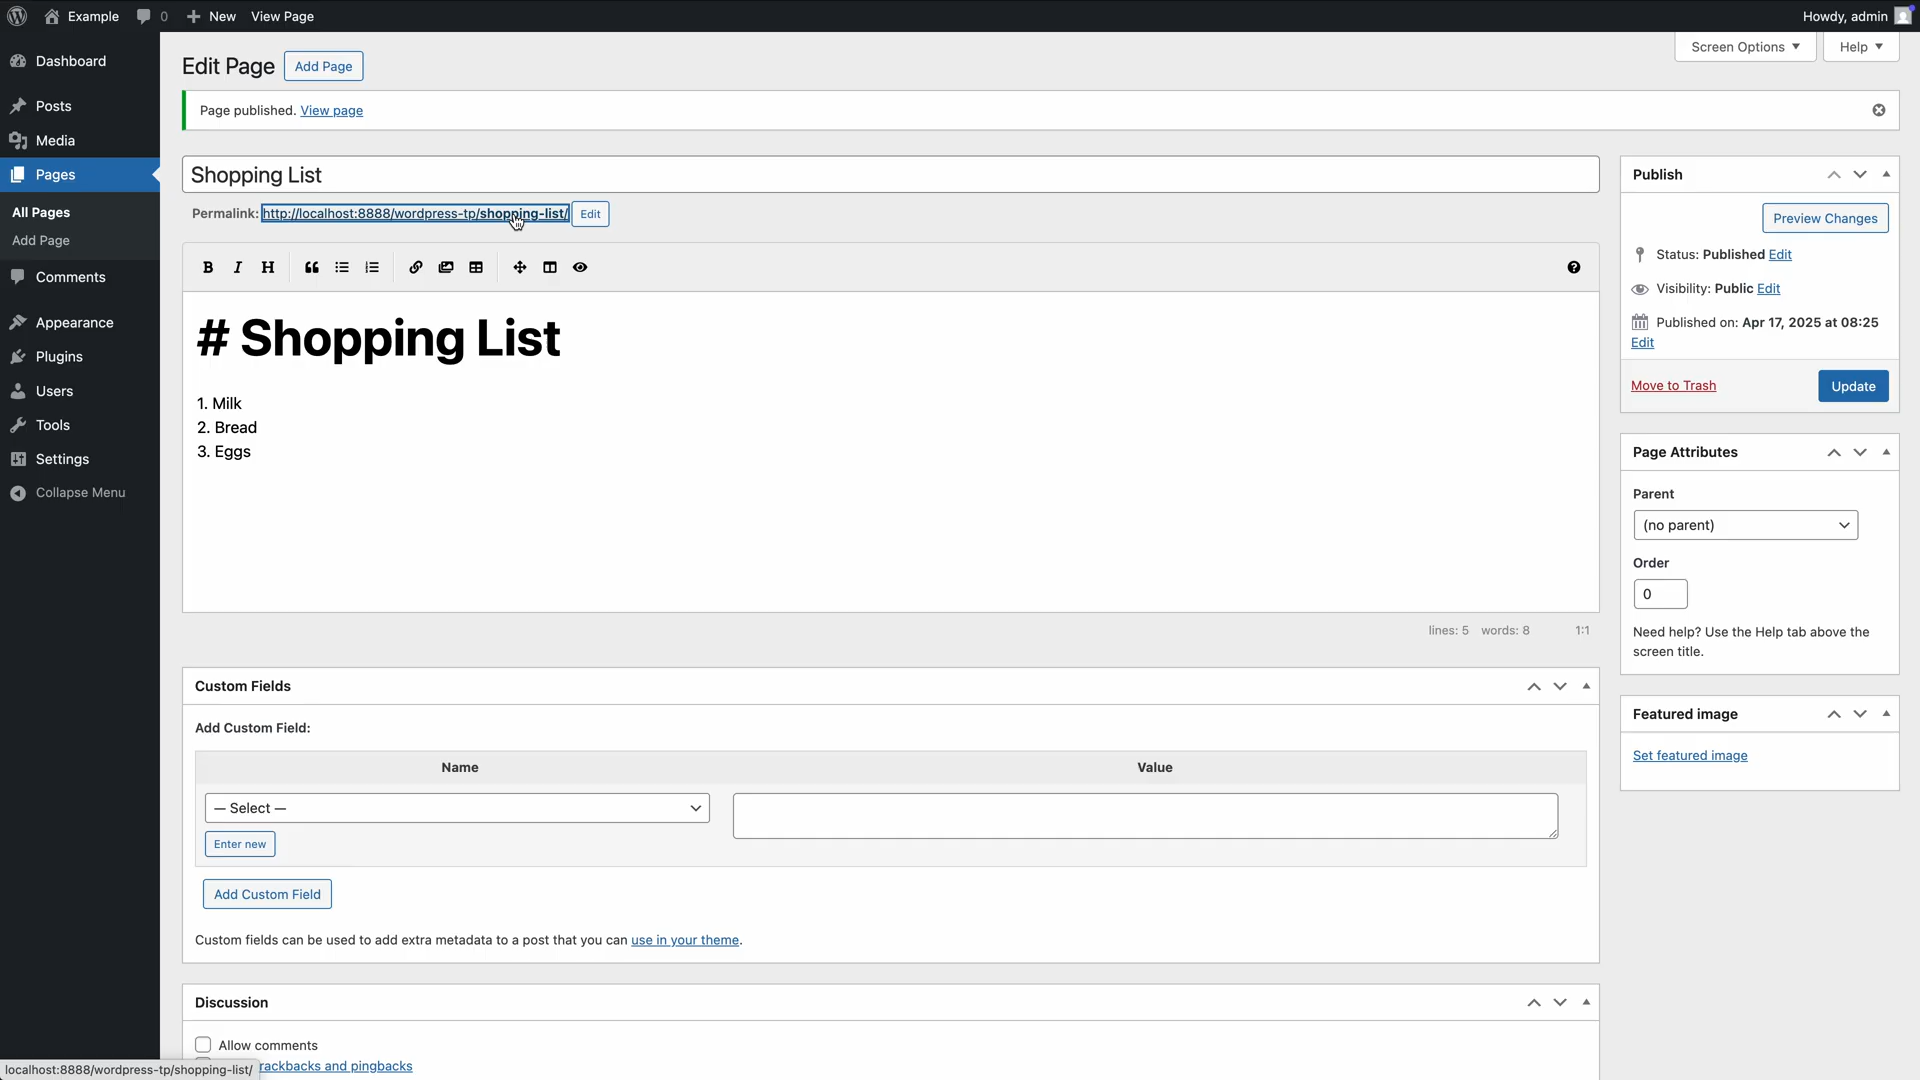 Example 0 New View Page Howdy, admin
Screen Options Help
Dashboard
Posts
Media
Pages
All Pages
Add Page
Comments
Appearance
Plugins
Users
Tools
Settings
Collapse Menu
Edit Page Add Page
Page published. View page
Shopping List
Permalink: http://localhost:8888/wordpress-tp/shopping-list/ Edit
B I H
# Shopping List
1. Milk
2. Bread
3. Eggs
lines: 5 words: 8 1:1
Custom Fields
Add Custom Field:
Name Value
— Select —
Enter new
Add Custom Field
Custom fields can be used to add extra metadata to a post that you can use in your theme.
Discussion
Allow comments
rackbacks and pingbacks
localhost:8888/wordpress-tp/shopping-list/
Publish
Preview Changes
Status: Published Edit
Visibility: Public Edit
Published on: Apr 17, 2025 at 08:25
Edit
Move to Trash Update
Page Attributes
Parent
(no parent)
Order
0
Need help? Use the Help tab above the
screen title.
Featured image
Set featured image